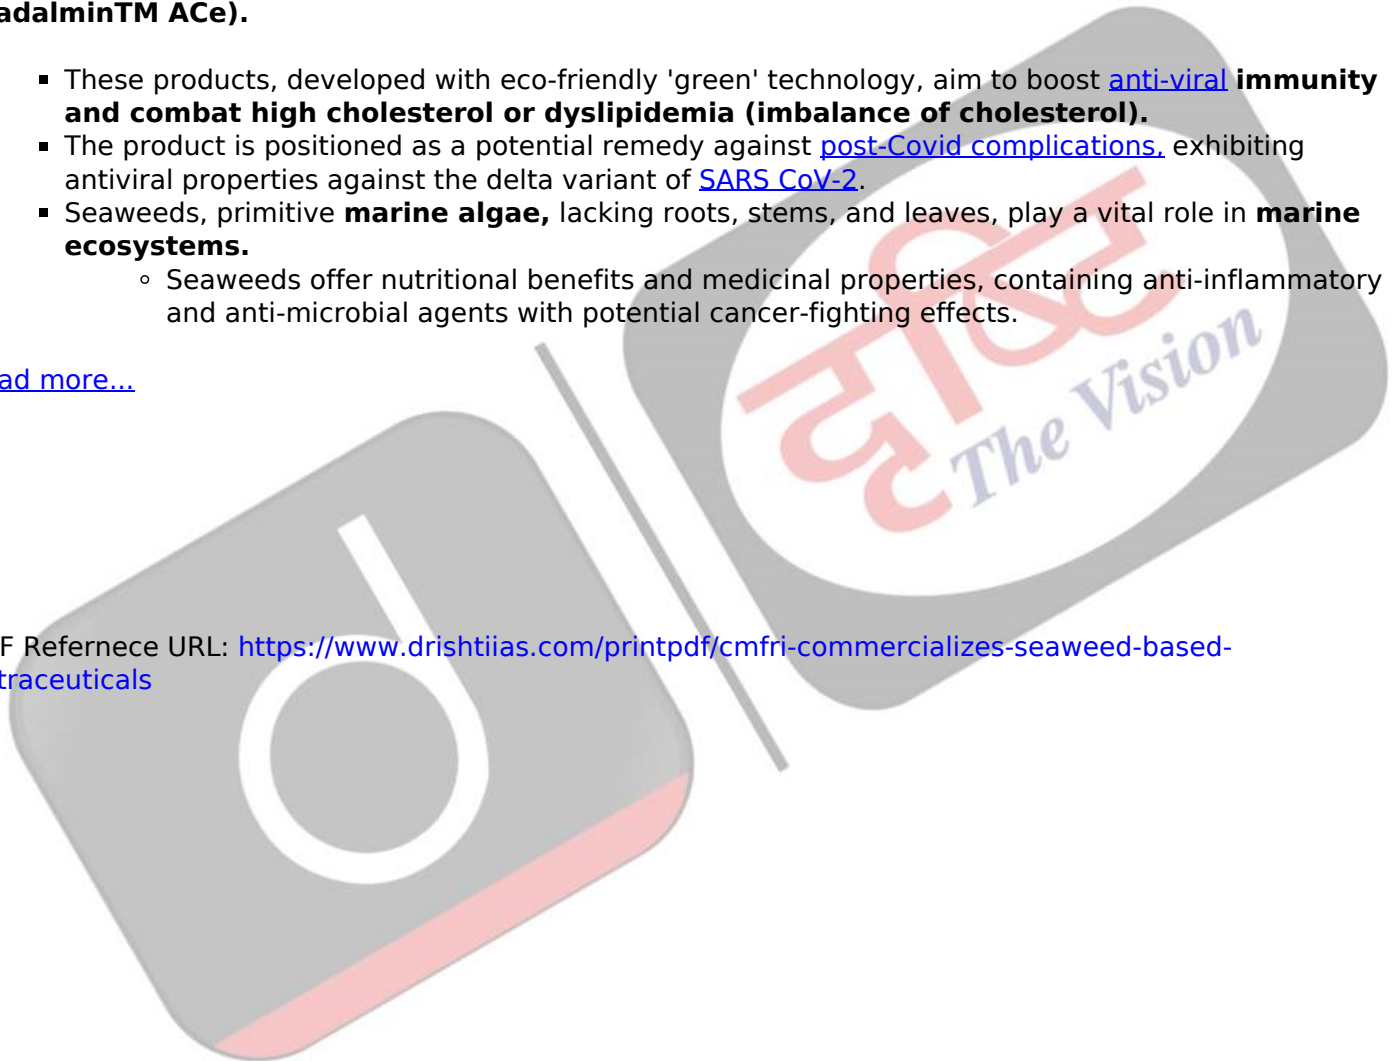 adalminTM ACe).
These products, developed with eco-friendly 'green' technology, aim to boost anti-viral immunity
and combat high cholesterol or dyslipidemia (imbalance of cholesterol).
The product is positioned as a potential remedy against post-Covid complications, exhibiting
antiviral properties against the delta variant of SARS CoV-2.
Seaweeds, primitive marine algae, lacking roots, stems, and leaves, play a vital role in marine
ecosystems.
Seaweeds offer nutritional benefits and medicinal properties, containing anti-inflammatory
and anti-microbial agents with potential cancer-fighting effects.
ad more...
दृष्टि
The Vision
d
F Refernece URL: https://www.drishtiias.com/printpdf/cmfri-commercializes-seaweed-based-
traceuticals